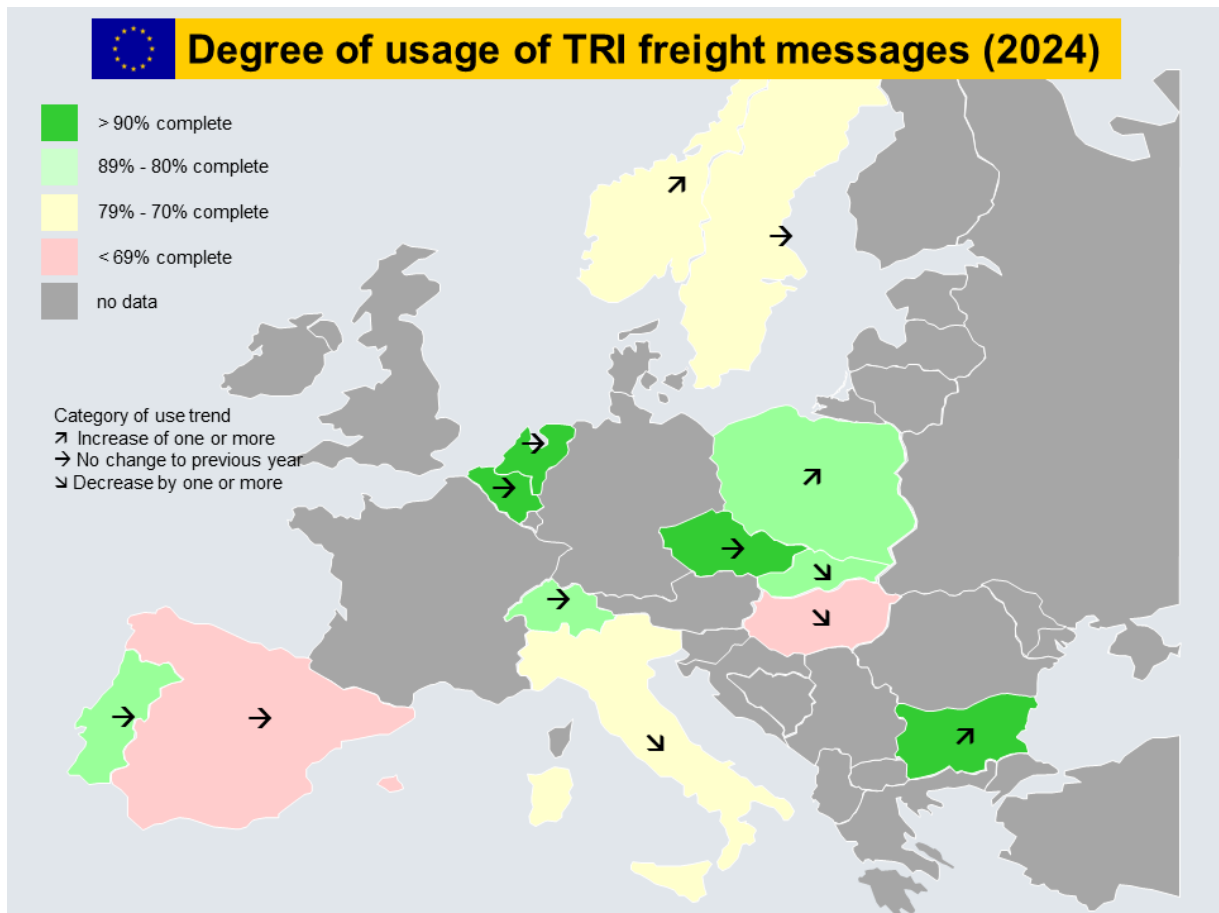 Degree of usage of TRI freight messages (2024)
> 90% complete
89% - 80% complete
79% - 70% complete
< 69% complete
no data
Category of use trend
↗ Increase of one or more
→ No change to previous year
↘ Decrease by one or more